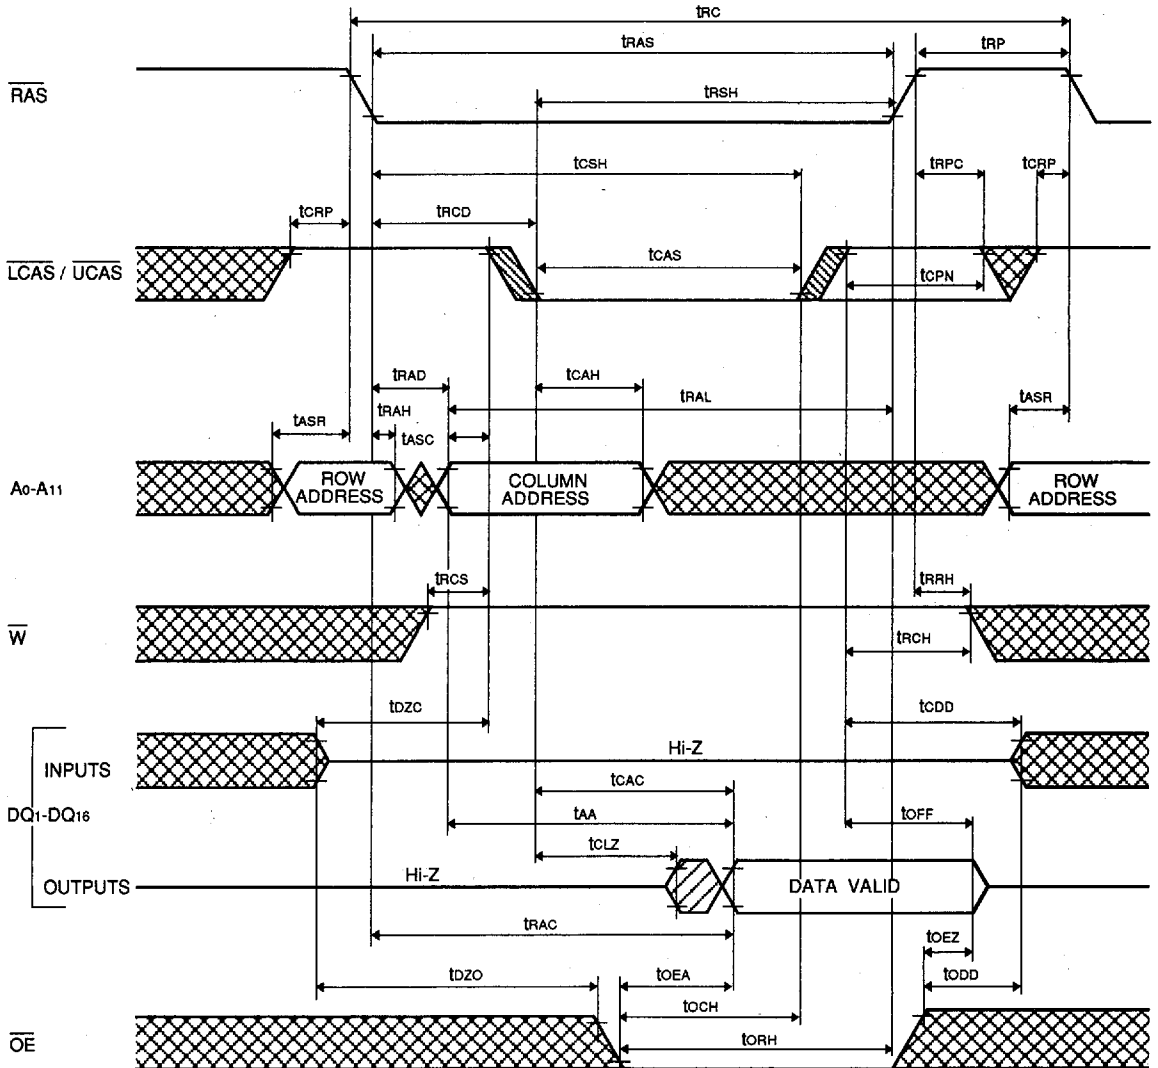 tRC
tRAS
tRP
RAS
tRSH
tCSH
tRPC
tCRP
tCRP
tRCD
LCAS / UCAS
tCAS
tCPN
tRAD
tCAH
tRAL
tASR
tRAH
tASC
tASR
A0-A11
ROW
ADDRESS
COLUMN
ADDRESS
ROW
ADDRESS
tRCS
tRRH
W
tRCH
tDZC
tCDD
INPUTS
Hi-Z
tCAC
DQ1-DQ16
tAA
tOFF
tCLZ
OUTPUTS
Hi-Z
DATA VALID
tRAC
tOEZ
tDZO
tOEA
tODD
tOCH
OE
tORH